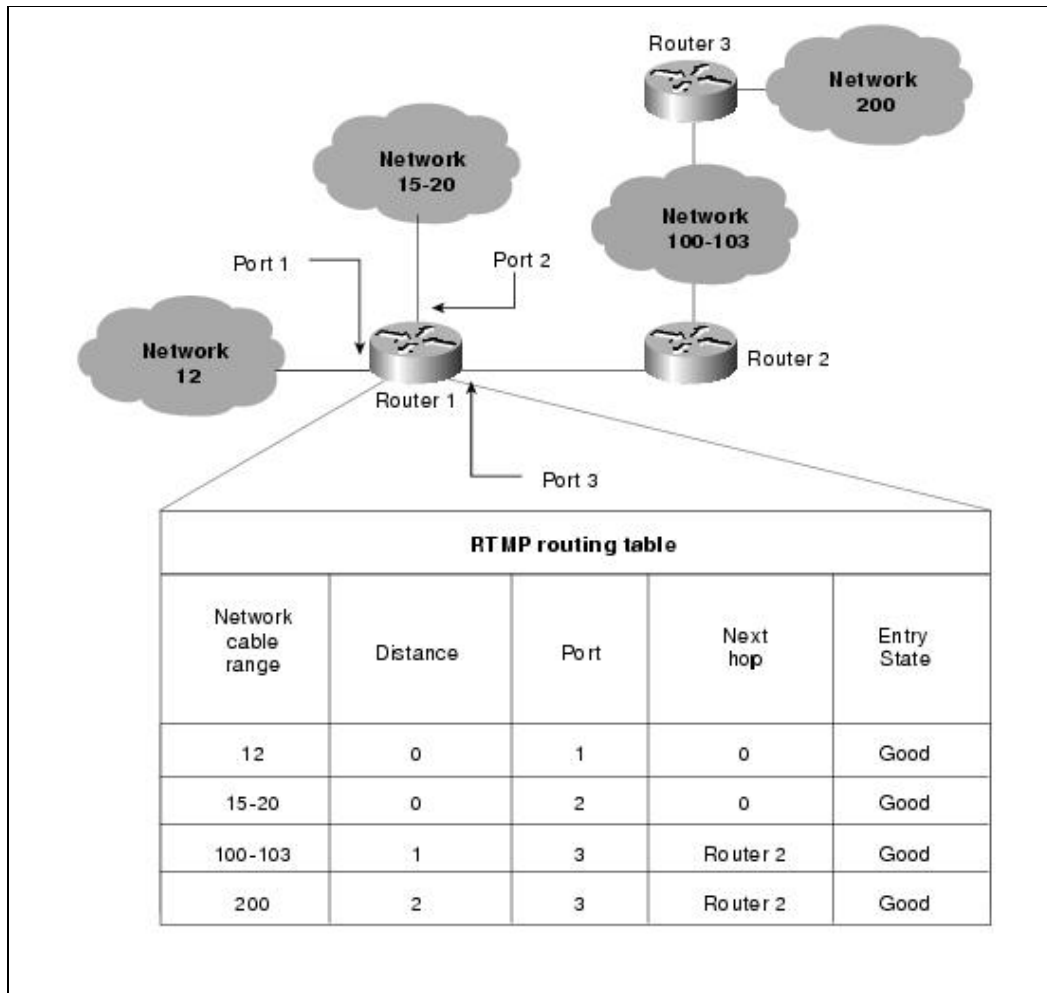 Router 3
Network
200
Network
15-20
Network
100-103
Port 1
Port 2
Network
12
Router 1
Router 2
Port 3
RTMP routing table
Network
cable
range
Distance
Port
Next
hop
Entry
State
12 0 1 0 Good
15-20 0 2 0 Good
100-103 1 3 Router 2 Good
200 2 3 Router 2 Good